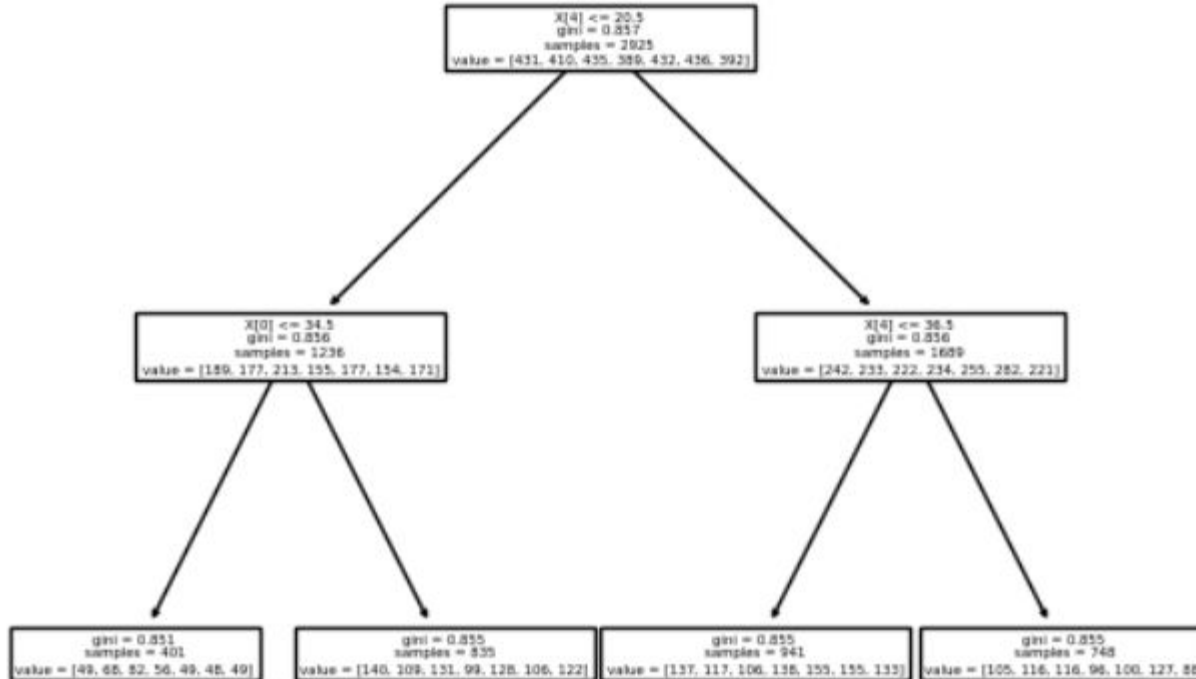 X[4] <= 20.5
gini = 0.857
samples = 2925
value = [431, 410, 435, 389, 432, 436, 392]
X[0] <= 34.5
gini = 0.856
samples = 1236
value = [189, 177, 213, 155, 177, 154, 171]
X[4] <= 36.5
gini = 0.856
samples = 1689
value = [242, 233, 222, 234, 255, 282, 221]
gini = 0.851
samples = 401
value = [49, 68, 82, 56, 49, 48, 49]
gini = 0.855
samples = 835
value = [140, 109, 131, 99, 128, 106, 122]
gini = 0.855
samples = 941
value = [137, 117, 106, 138, 155, 155, 133]
gini = 0.855
samples = 748
value = [105, 116, 116, 96, 100, 127, 88